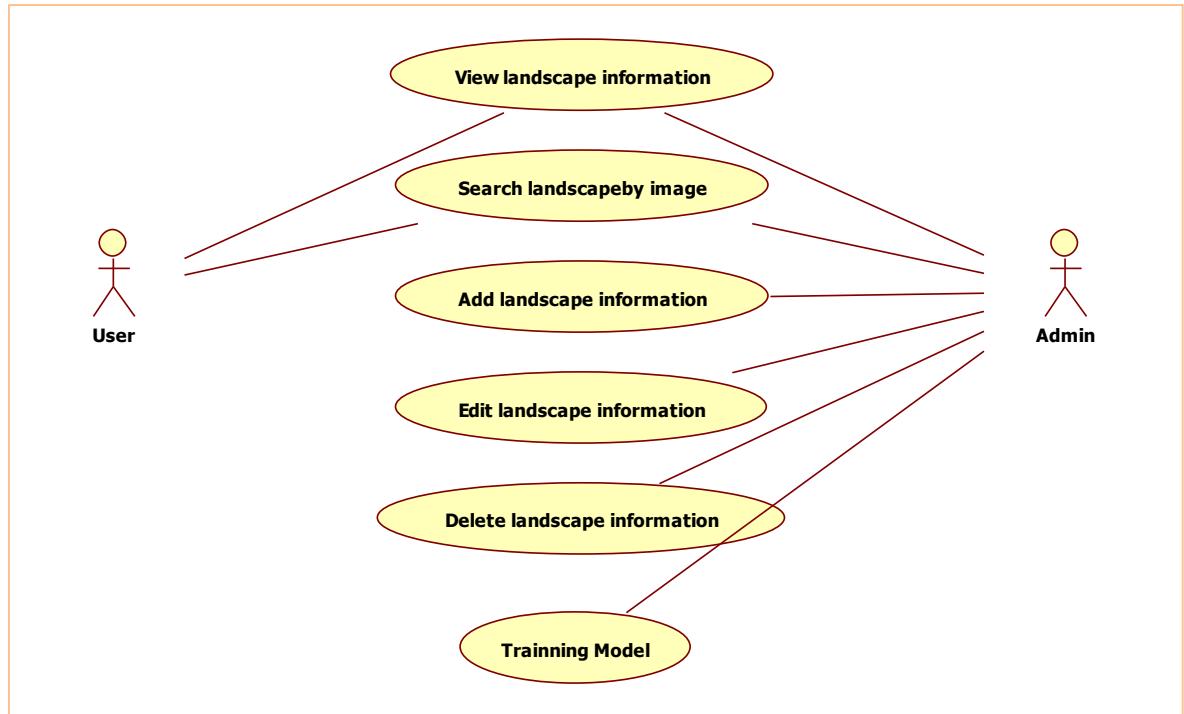 View landscape information
Search landscapeby image
Add landscape information
User
Admin
Edit landscape information
Delete landscape information
Trainning Model